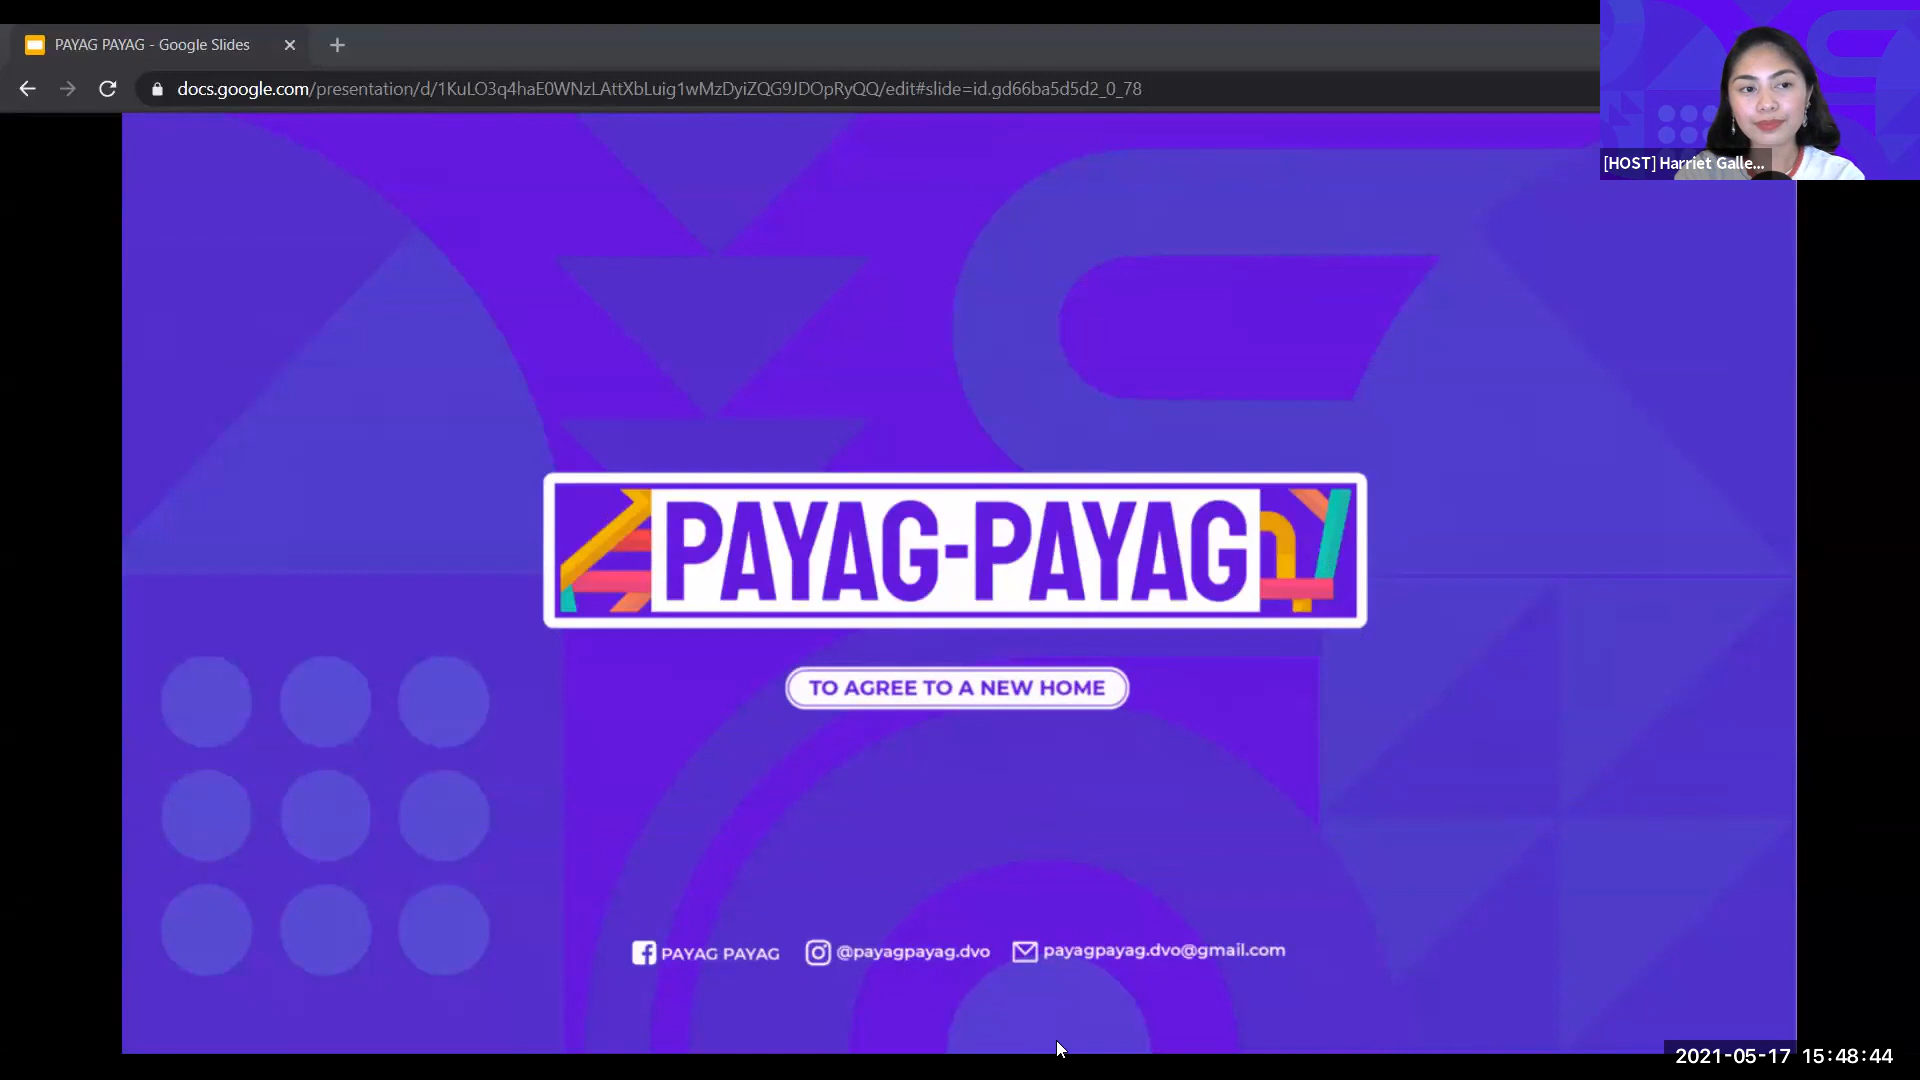 PAYAG PAYAG - Google Slides
docs.google.com/presentation/d/1KuLO3q4haE0WNzLAttXbLuig1wMzDyiZQG9JDOpRyQQ/edit#slide=id.gd66ba5d5d2_0_78
[HOST] Harriet Galle...
PAYAG-PAYAG
TO AGREE TO A NEW HOME
PAYAG PAYAG @payagpayag.dvo payagpayag.dvo@gmail.com
2021-05-17 15:48:44